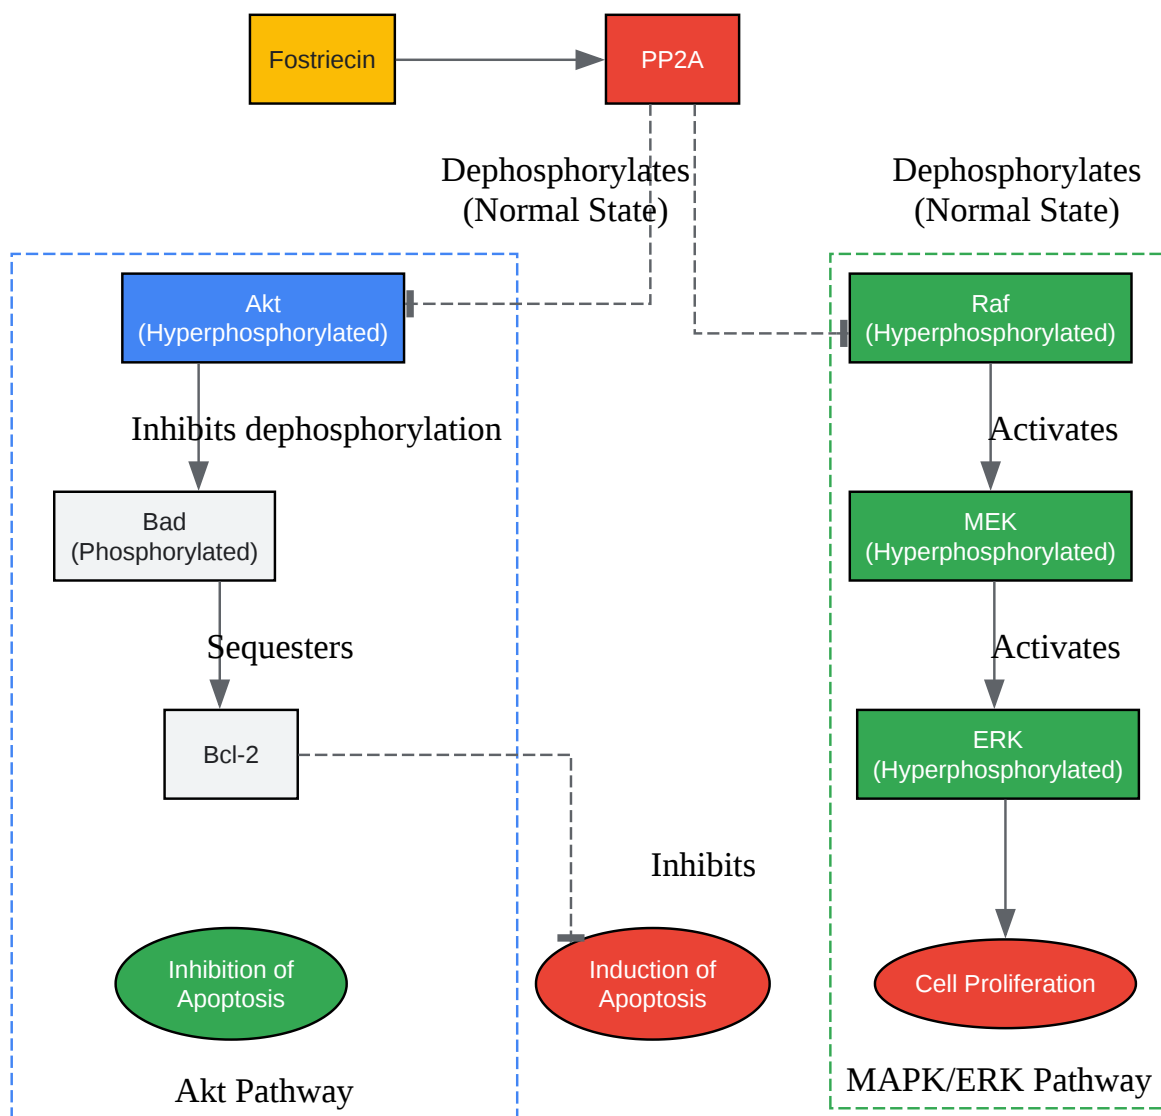 Fostriecin
PP2A
Dephosphorylates
(Normal State)
Dephosphorylates
(Normal State)
Akt
(Hyperphosphorylated)
Raf
(Hyperphosphorylated)
Inhibits dephosphorylation
Activates
Bad
(Phosphorylated)
MEK
(Hyperphosphorylated)
Sequesters
Activates
Bcl-2
ERK
(Hyperphosphorylated)
Inhibits
Inhibition of
Apoptosis
Induction of
Apoptosis
Cell Proliferation
Akt Pathway
MAPK/ERK Pathway